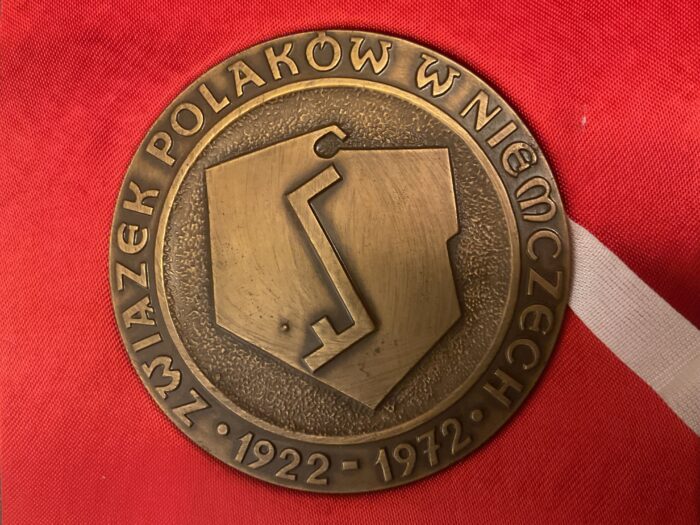 ZWIĄZEK POLAKÓW W NIEMCZECH
1922-1972